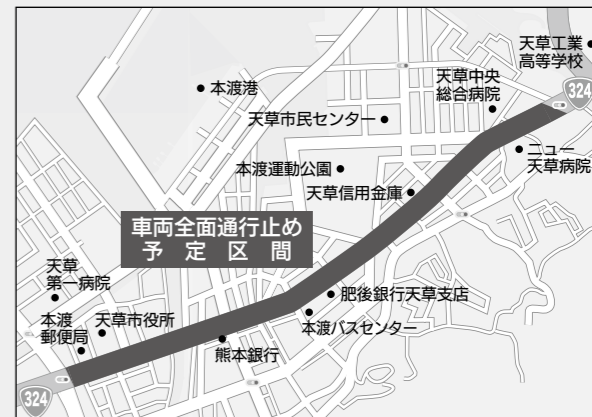 天草工業
高等学校
324
天草中央
総合病院
本渡港
天草市民センター
ニュー
天草病院
本渡運動公園
天草信用金庫
車両全面通行止め
予定区間
天草
第一病院
肥後銀行天草支店
本渡バスセンター
本渡
郵便局
天草市役所
熊本銀行
324